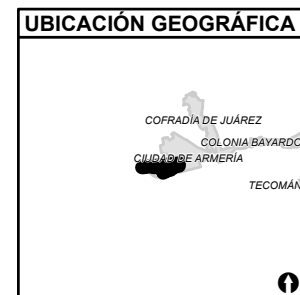 UBICACIÓN GEOGRÁFICA
COFRADÍA DE JUÁREZ
COLONIA BAYARDO
CIUDAD DE ARMERÍA
TECOMÁN